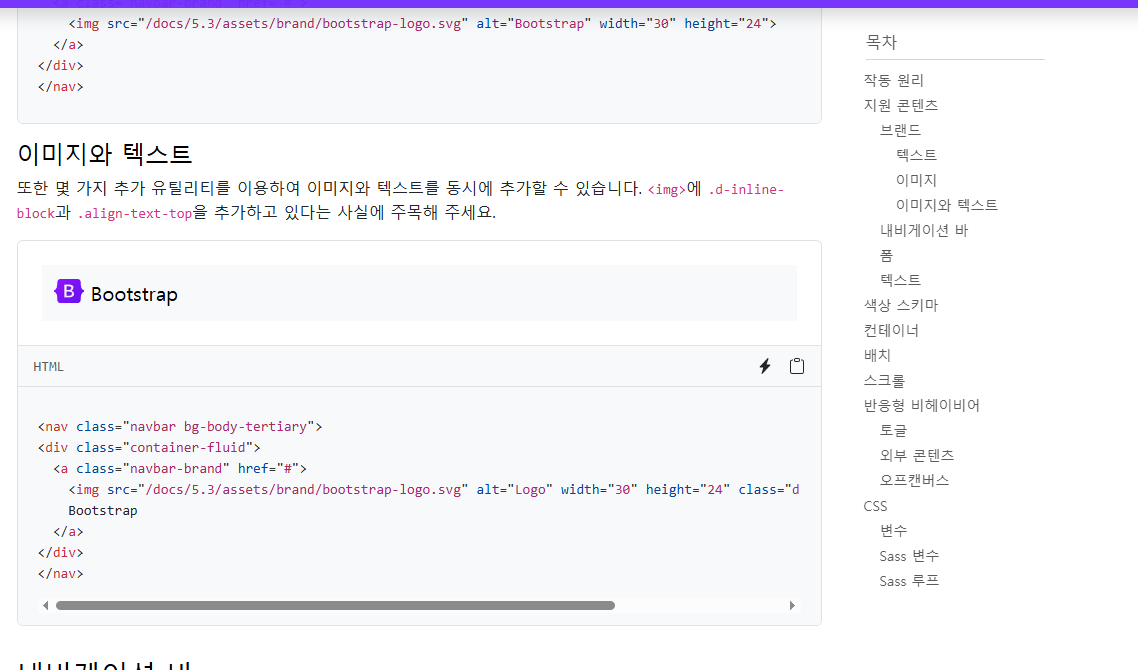 <img src="/docs/5.3/assets/brand/bootstrap-logo.svg" alt="Bootstrap" width="30" height="24">
</a>
</div>
</nav>
이미지와 텍스트
또한 몇 가지 추가 유틸리티를 이용하여 이미지와 텍스트를 동시에 추가할 수 있습니다. <img>에 .d-inline-
block과 .align-text-top을 추가하고 있다는 사실에 주목해 주세요.
B Bootstrap
HTML
<nav class="navbar bg-body-tertiary">
<div class="container-fluid">
<a class="navbar-brand" href="#">
<img src="/docs/5.3/assets/brand/bootstrap-logo.svg" alt="Logo" width="30" height="24" class="d
Bootstrap
</a>
</div>
</nav>
목차
작동 원리
지원 콘텐츠
브랜드
텍스트
이미지
이미지와 텍스트
내비게이션 바
폼
텍스트
색상 스키마
컨테이너
배치
스크롤
반응형 비헤이비어
토글
외부 콘텐츠
오프캔버스
CSS
변수
Sass 변수
Sass 루프